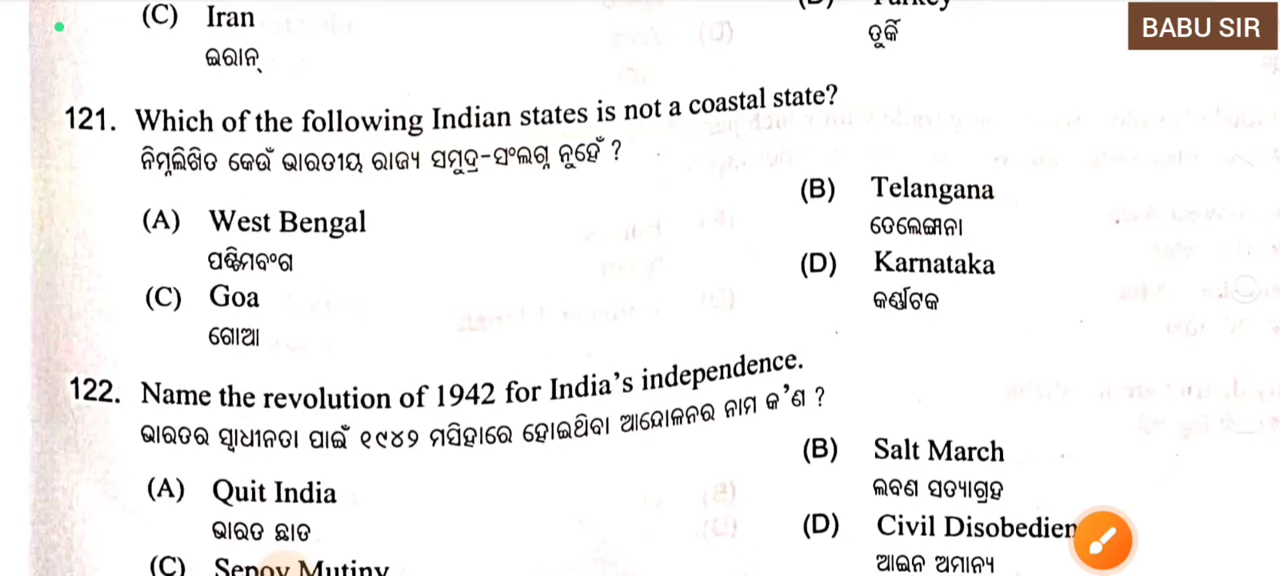 (C) Iran
ଇରାନ୍
ତୁର୍କି
BABU SIR
121. Which of the following Indian states is not a coastal state?
ନିମ୍ନଲିଖିତ କେଉଁ ଭାରତୀୟ ରାଜ୍ୟ ସମୁଦ୍ର-ସଂଲଗ୍ନ ନୁହେଁ ?
(A) West Bengal
ପଶ୍ଚିମବଂଗ
(B) Telangana
ତେଲେଙ୍ଗାନା
(C) Goa
ଗୋଆ
(D) Karnataka
କର୍ଣ୍ଣାଟକ
122. Name the revolution of 1942 for India's independence.
ଭାରତର ସ୍ୱାଧୀନତା ପାଇଁ ୧୯୪୨ ମସିହାରେ ହୋଇଥିବା ଆନ୍ଦୋଳନର ନାମ କ'ଣ ?
(A) Quit India
ଭାରତ ଛାଡ
(B) Salt March
ଲବଣ ସତ୍ୟାଗ୍ରହ
(C) Sepoy Mutiny
(D) Civil Disobedien
ଆଇନ ଅମାନ୍ୟ